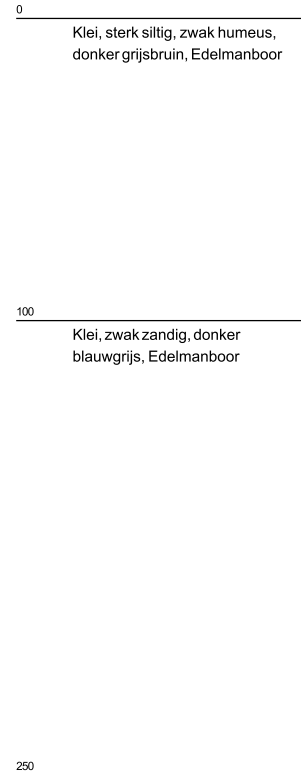 0
Klei, sterk siltig, zwak humeus,
donker grijsbruin, Edelmanboor
100
Klei, zwak zandig, donker
blauwgrijs, Edelmanboor
250